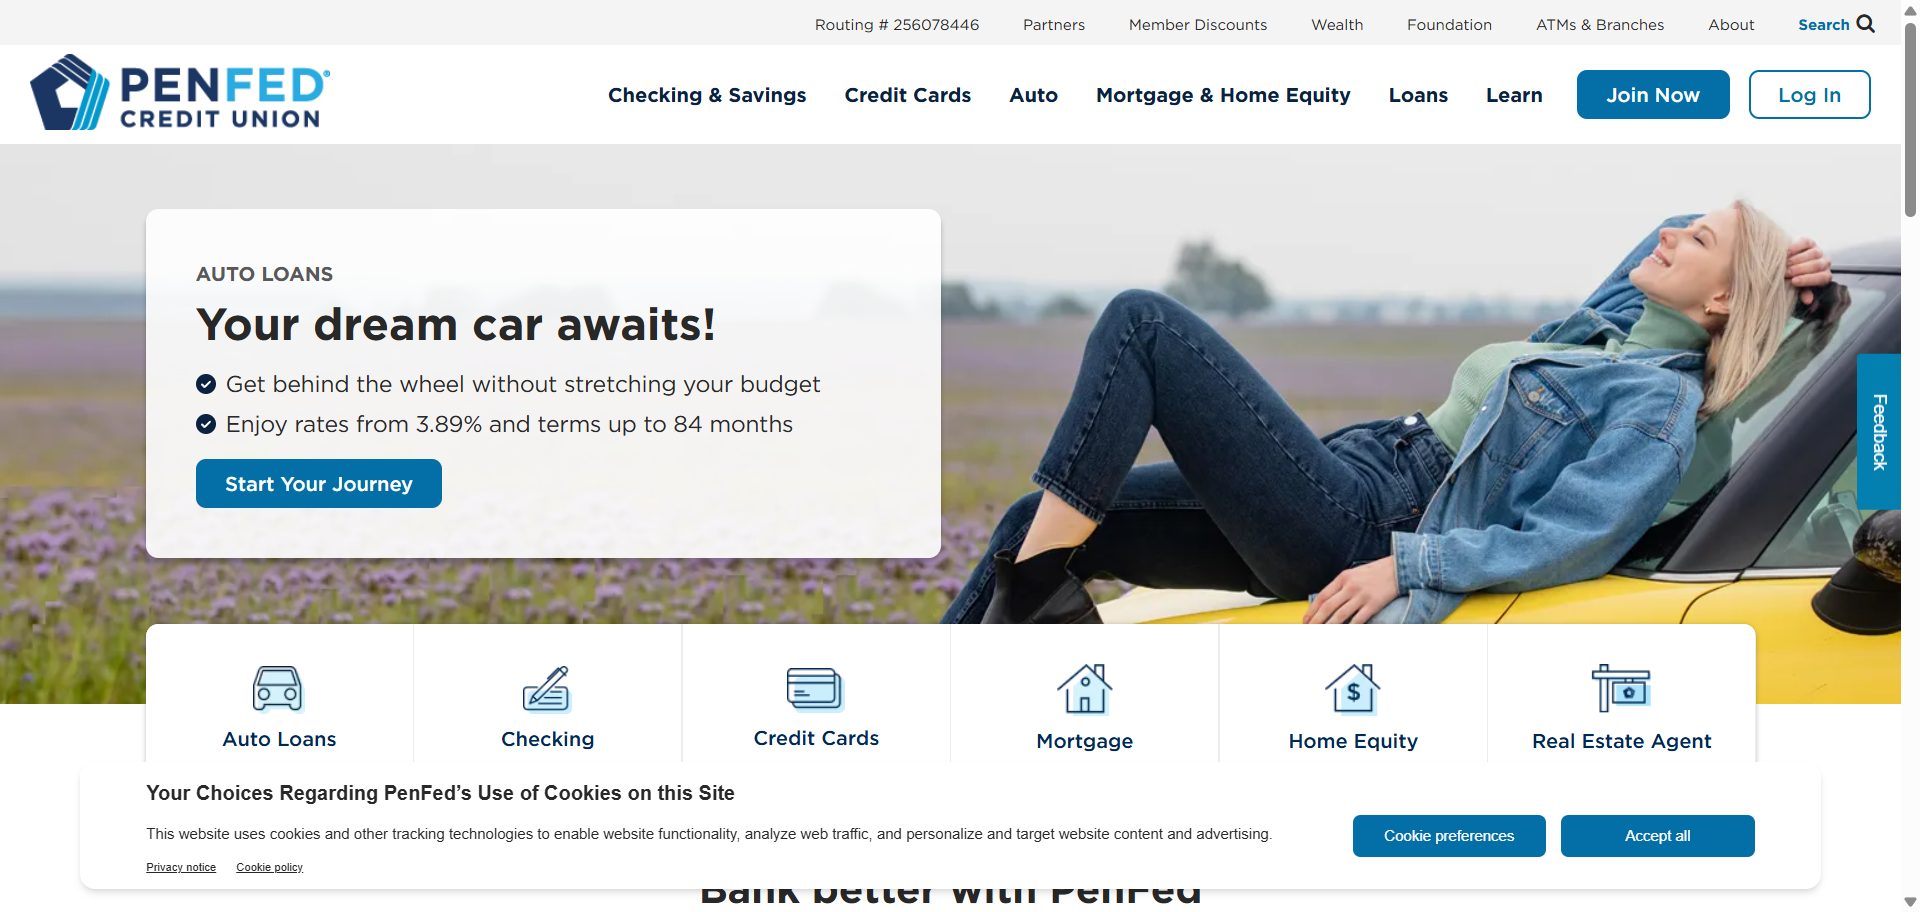 Routing # 256078446
Partners
Member Discounts
Wealth
Foundation
ATMs & Branches
About
Search
PENFED®
CREDIT UNION
Checking & Savings
Credit Cards
Auto
Mortgage & Home Equity
Loans
Learn
Join Now
Log In
AUTO LOANS
Your dream car awaits!
Get behind the wheel without stretching your budget
Enjoy rates from 3.89% and terms up to 84 months
Start Your Journey
Feedback
Auto Loans
Checking
Credit Cards
Mortgage
$
Home Equity
Real Estate Agent
Your Choices Regarding PenFed’s Use of Cookies on this Site
This website uses cookies and other tracking technologies to enable website functionality, analyze web traffic, and personalize and target website content and advertising.
Privacy notice
Cookie policy
Cookie preferences
Accept all
Bank better with PenFed